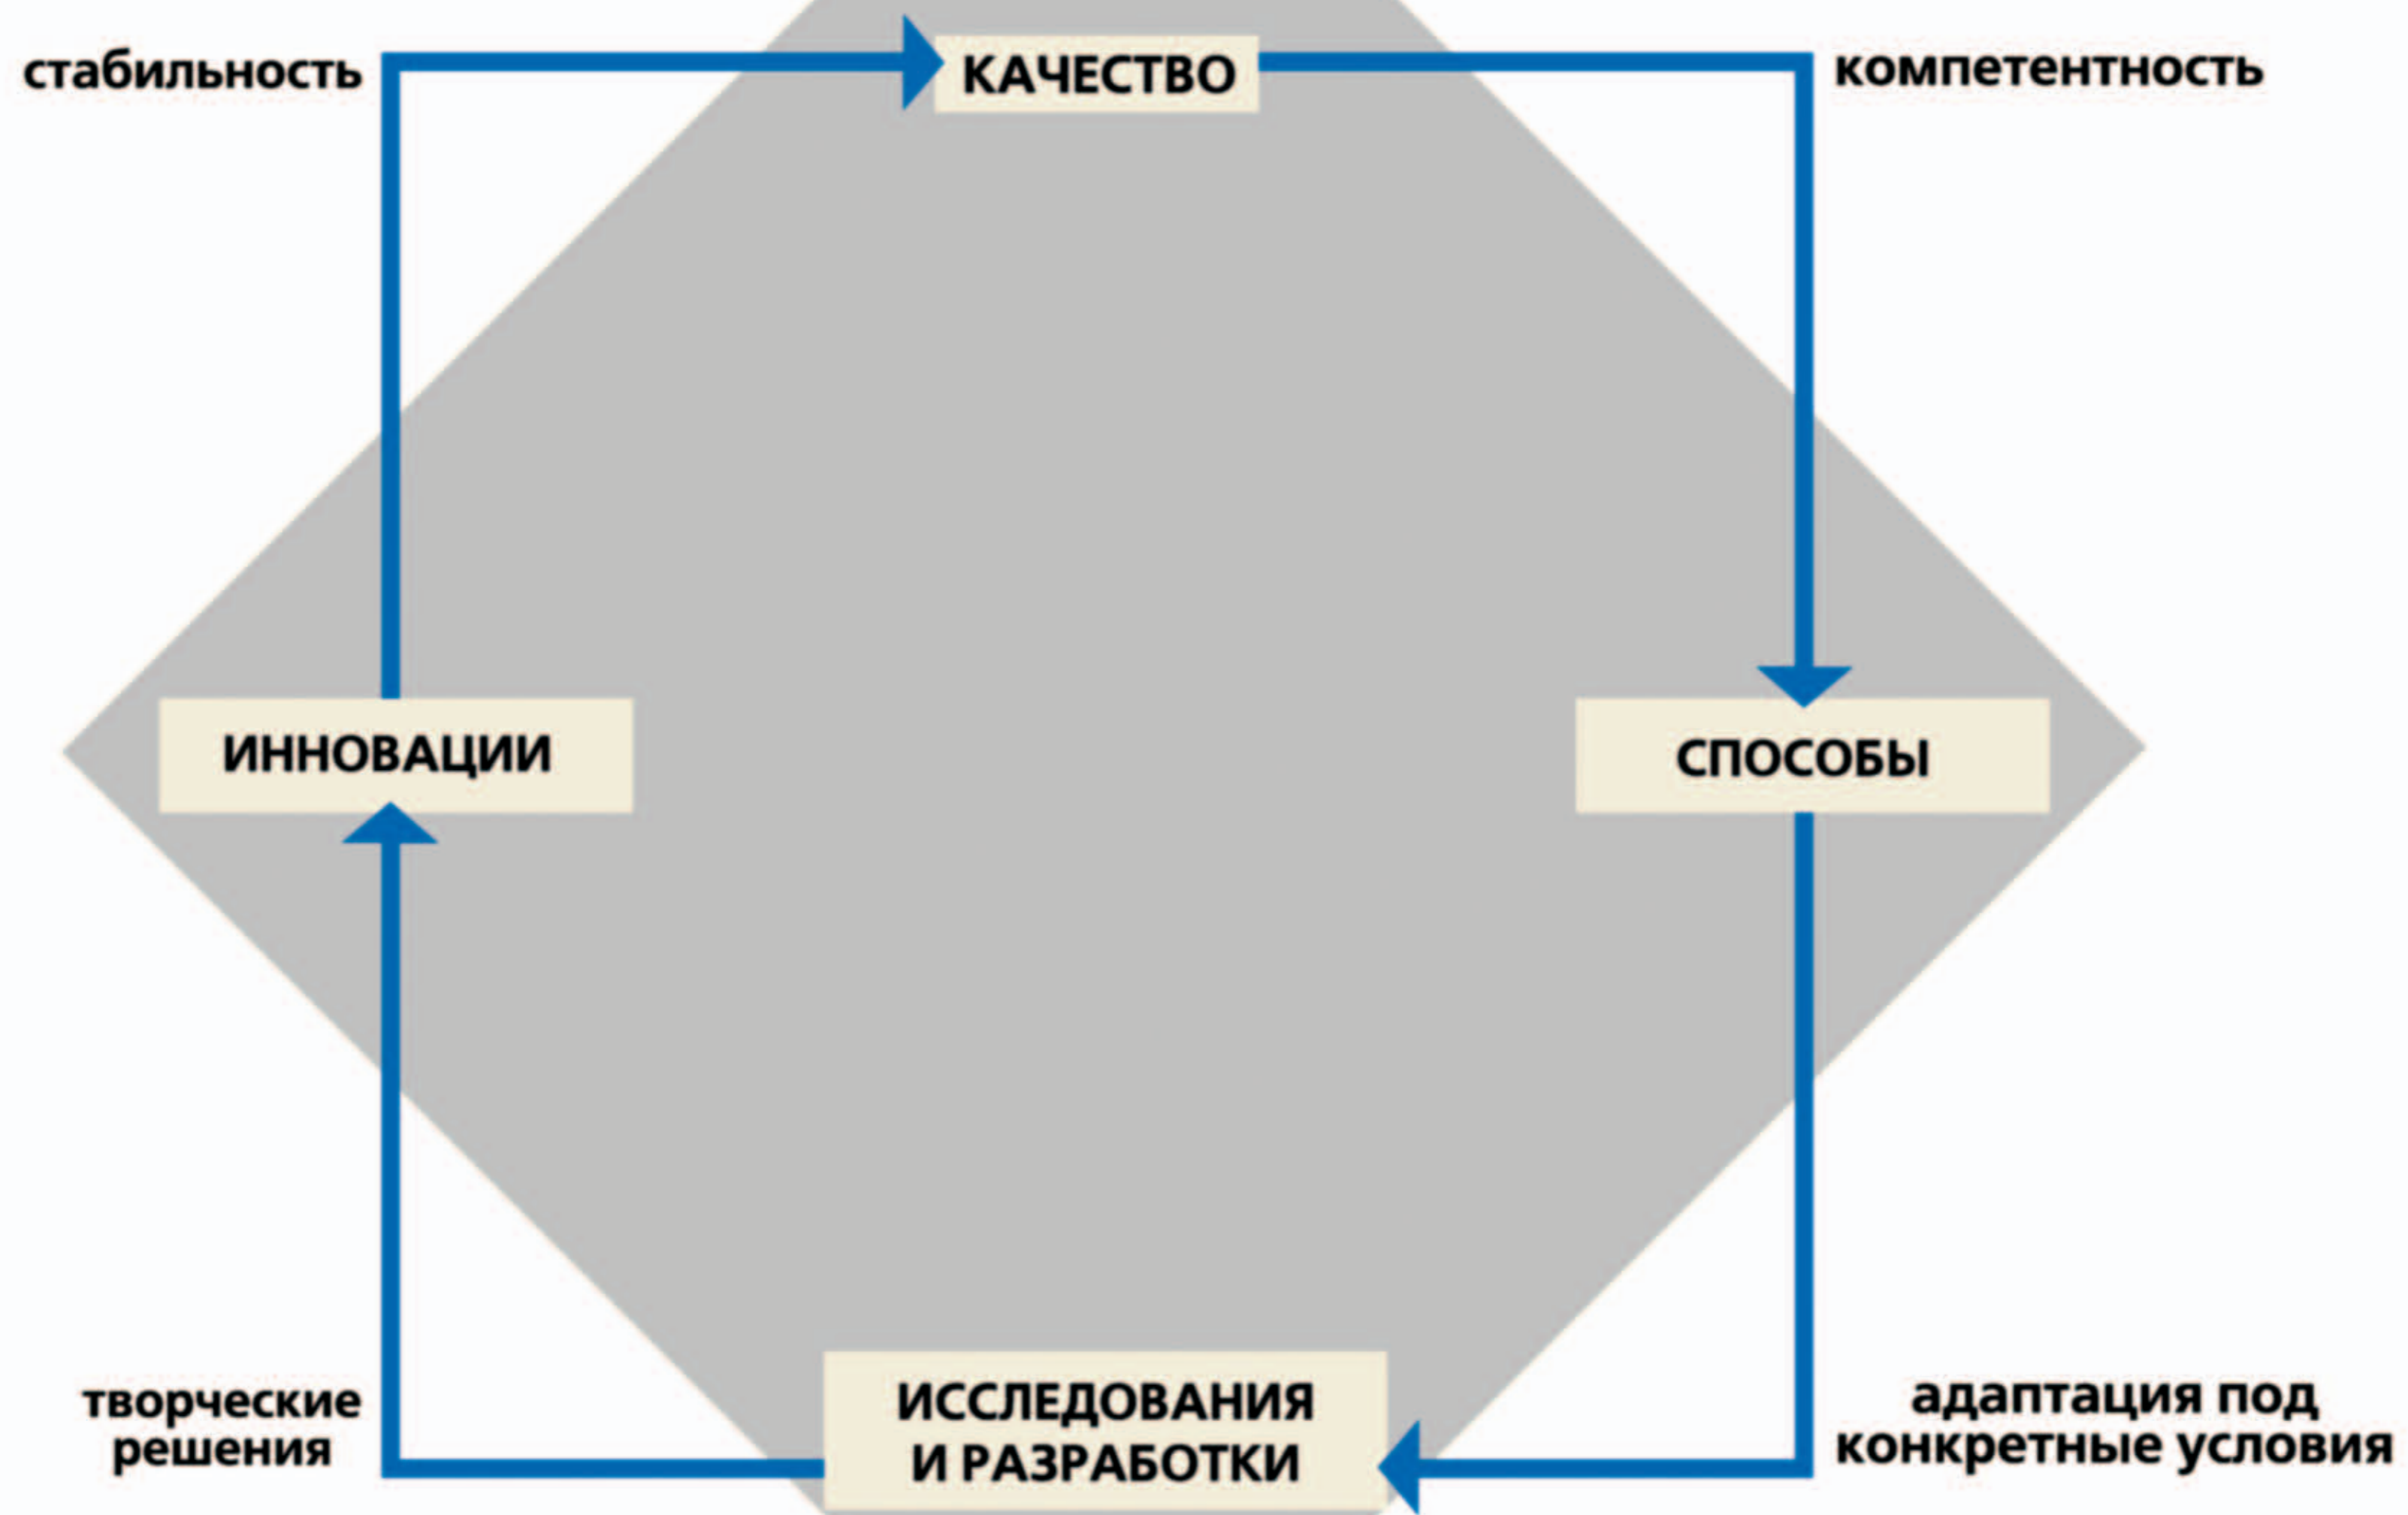 стабильность
КАЧЕСТВО
компетентность
ИННОВАЦИИ
СПОСОБЫ
творческие
решения
ИССЛЕДОВАНИЯ
И РАЗРАБОТКИ
адаптация под
конкретные условия